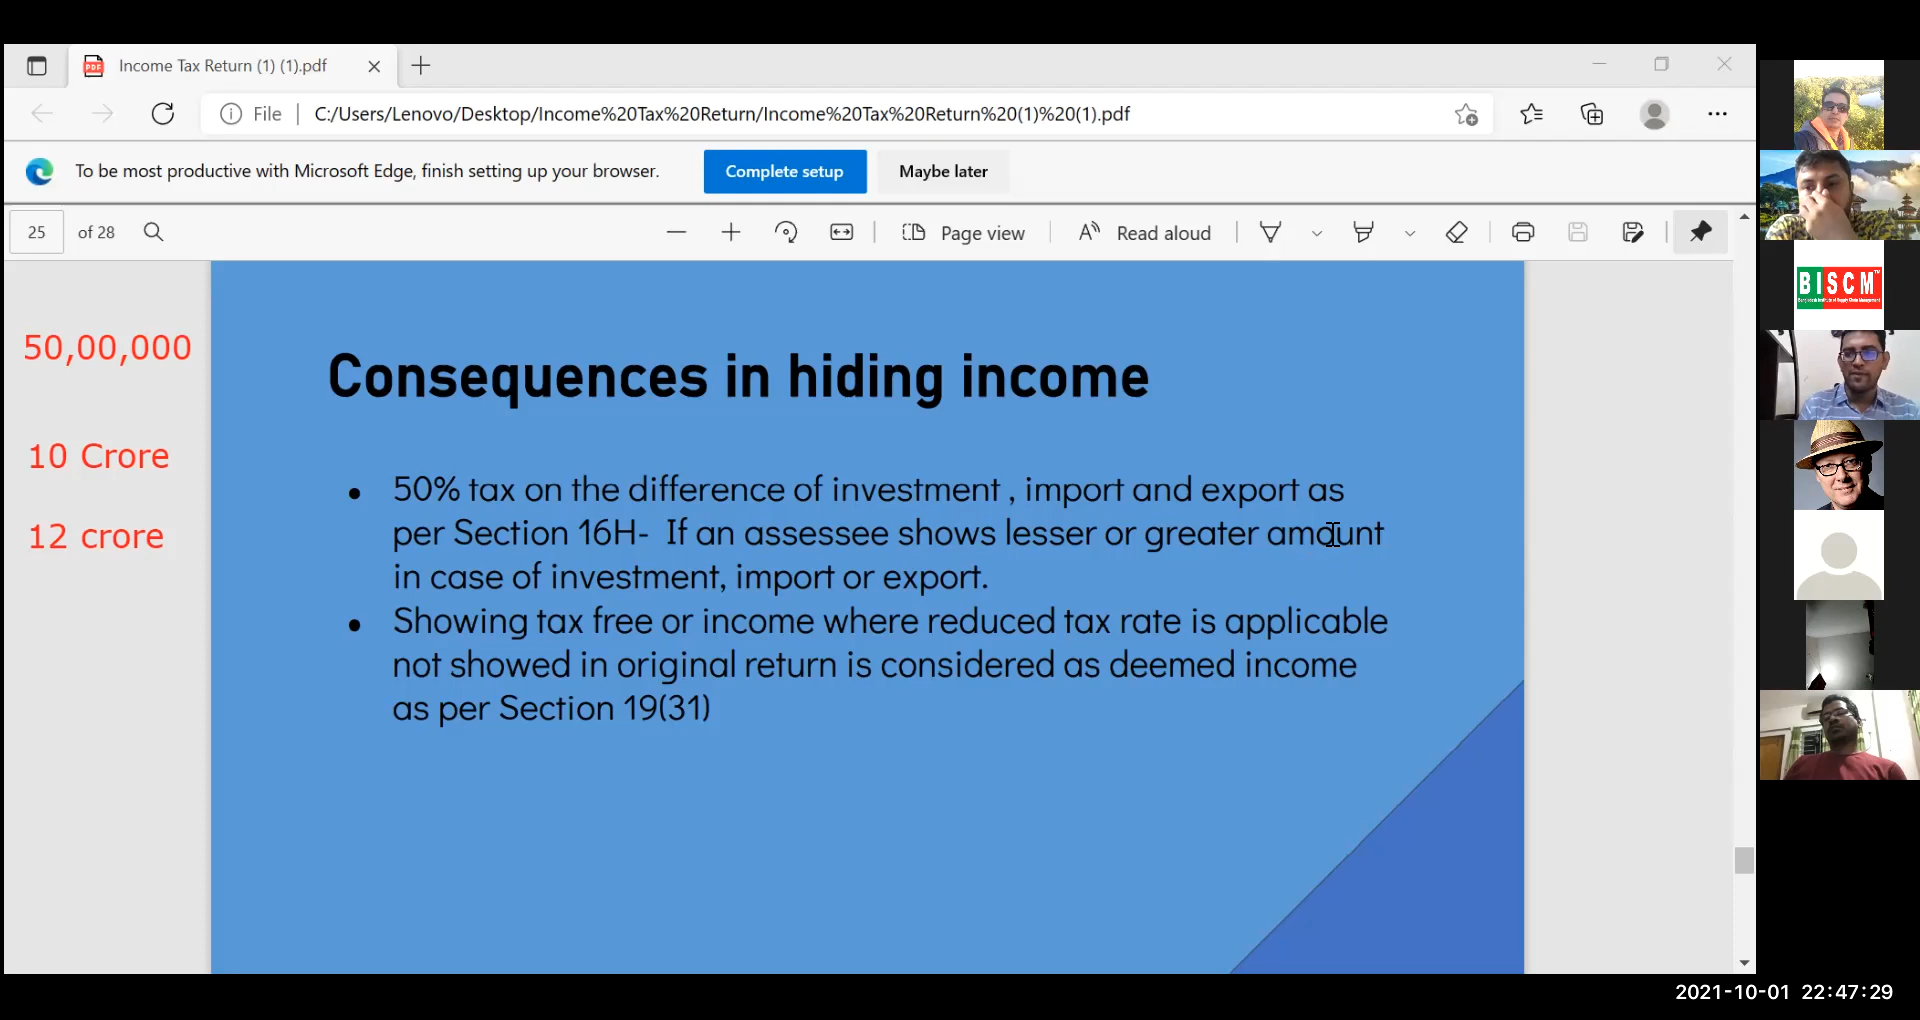 Income Tax Return (1) (1).pdf
File
C:/Users/Lenovo/Desktop/Income%20Tax%20Return/Income%20Tax%20Return%20(1)%20(1).pdf
To be most productive with Microsoft Edge, finish setting up your browser.
Complete setup
Maybe later
25 of 28
Page view
Read aloud
50,00,000
10 Crore
12 crore
Consequences in hiding income
• 50% tax on the difference of investment , import and export as
per Section 16H- If an assessee shows lesser or greater amount
in case of investment, import or export.
• Showing tax free or income where reduced tax rate is applicable
not showed in original return is considered as deemed income
as per Section 19(31)
BISCM
Bangladesh Institute of Supply Chain Management
2021-10-01 22:47:29